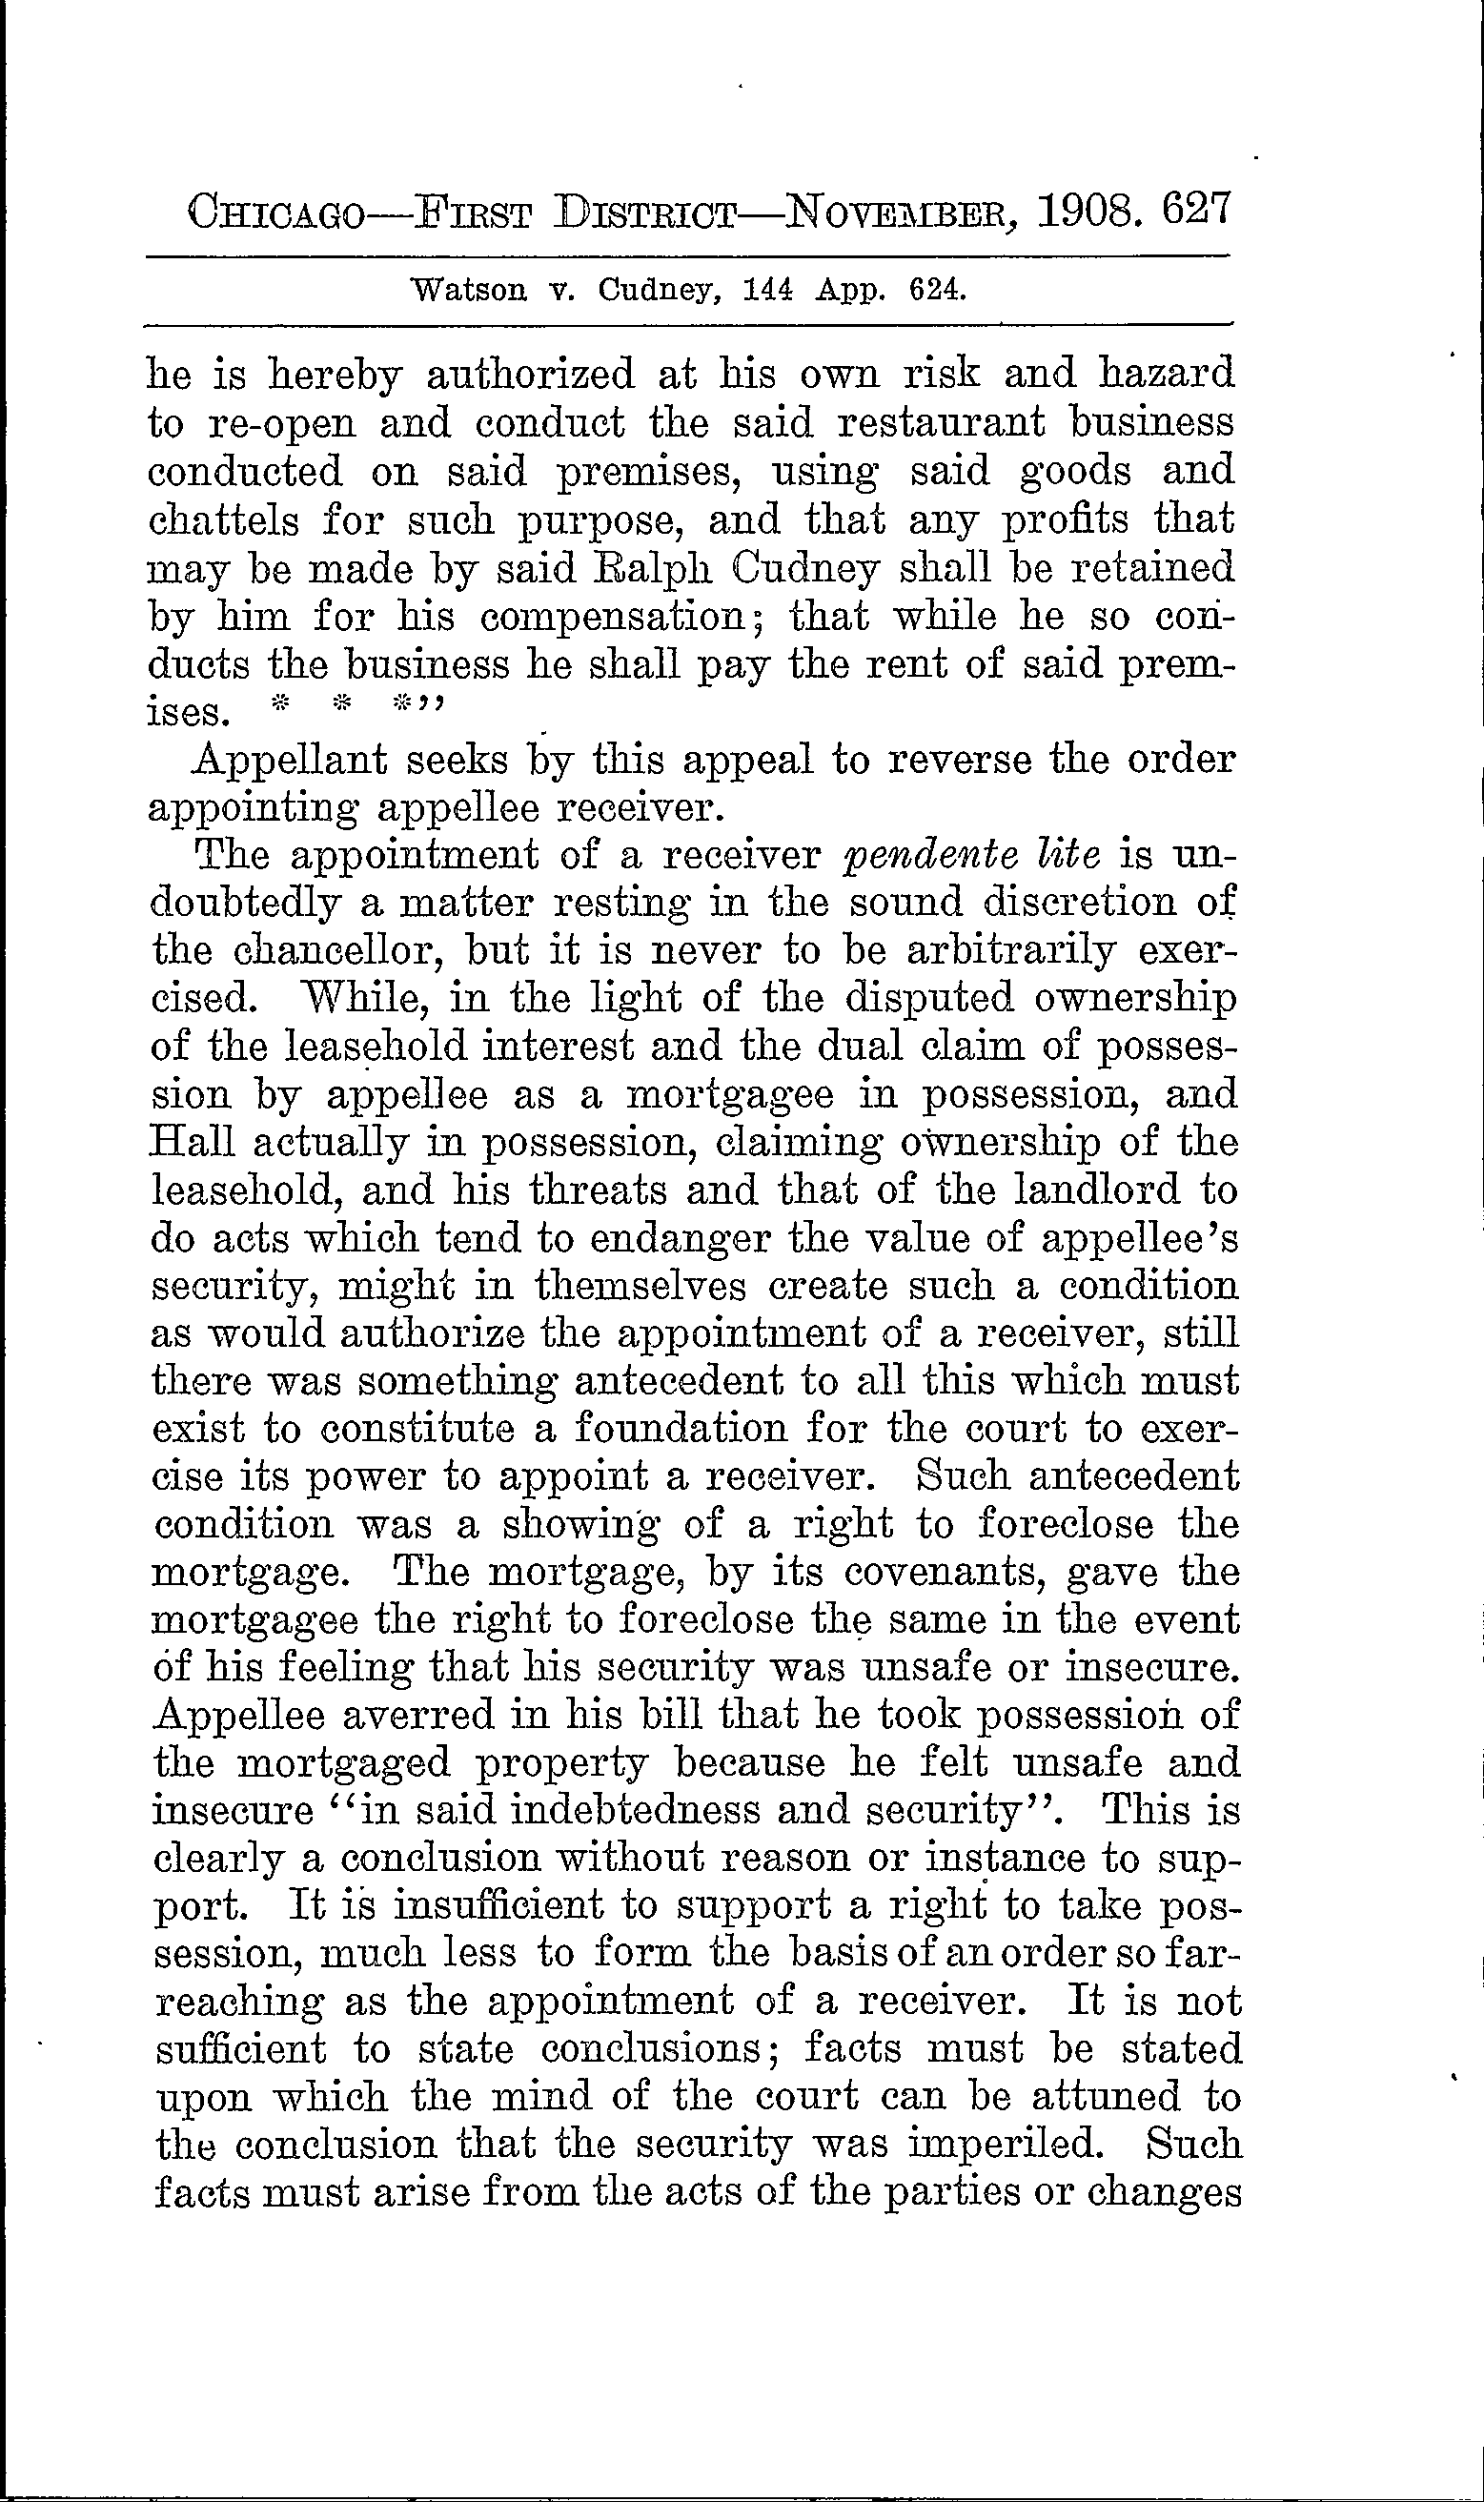 CHICAGO—FIRST DISTRICT—NOVEMBER, 1908. 627
Watson v. Cudney, 144 App. 624.
he is hereby authorized at his own risk and hazard
to re-open and conduct the said restaurant business
conducted on said premises, using said goods and
chattels for such purpose, and that any profits that
may be made by said Ralph Cudney shall be retained
by him for his compensation; that while he so con-
ducts the business he shall pay the rent of said prem-
ises. * * *"
Appellant seeks by this appeal to reverse the order
appointing appellee receiver.
The appointment of a receiver pendente lite is un-
doubtedly a matter resting in the sound discretion of
the chancellor, but it is never to be arbitrarily exer-
cised. While, in the light of the disputed ownership
of the leasehold interest and the dual claim of posses-
sion by appellee as a mortgagee in possession, and
Hall actually in possession, claiming ownership of the
leasehold, and his threats and that of the landlord to
do acts which tend to endanger the value of appellee's
security, might in themselves create such a condition
as would authorize the appointment of a receiver, still
there was something antecedent to all this which must
exist to constitute a foundation for the court to exer-
cise its power to appoint a receiver. Such antecedent
condition was a showing of a right to foreclose the
mortgage. The mortgage, by its covenants, gave the
mortgagee the right to foreclose the same in the event
of his feeling that his security was unsafe or insecure.
Appellee averred in his bill that he took possession of
the mortgaged property because he felt unsafe and
insecure "in said indebtedness and security". This is
clearly a conclusion without reason or instance to sup-
port. It is insufficient to support a right to take pos-
session, much less to form the basis of an order so far-
reaching as the appointment of a receiver. It is not
sufficient to state conclusions; facts must be stated
upon which the mind of the court can be attuned to
the conclusion that the security was imperiled. Such
facts must arise from the acts of the parties or changes